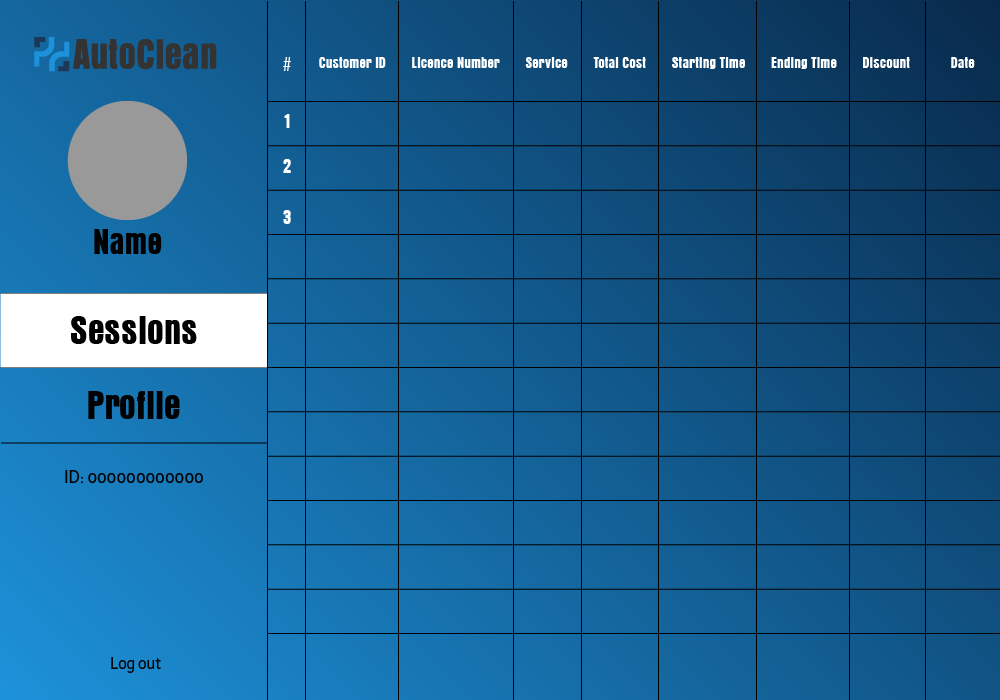 AutoClean
Name
Sessions
Profile
ID: oooooooooooo
Log out
# Customer ID Licence Number Service Total Cost Starting Time Ending Time Discount Date
1
2
3